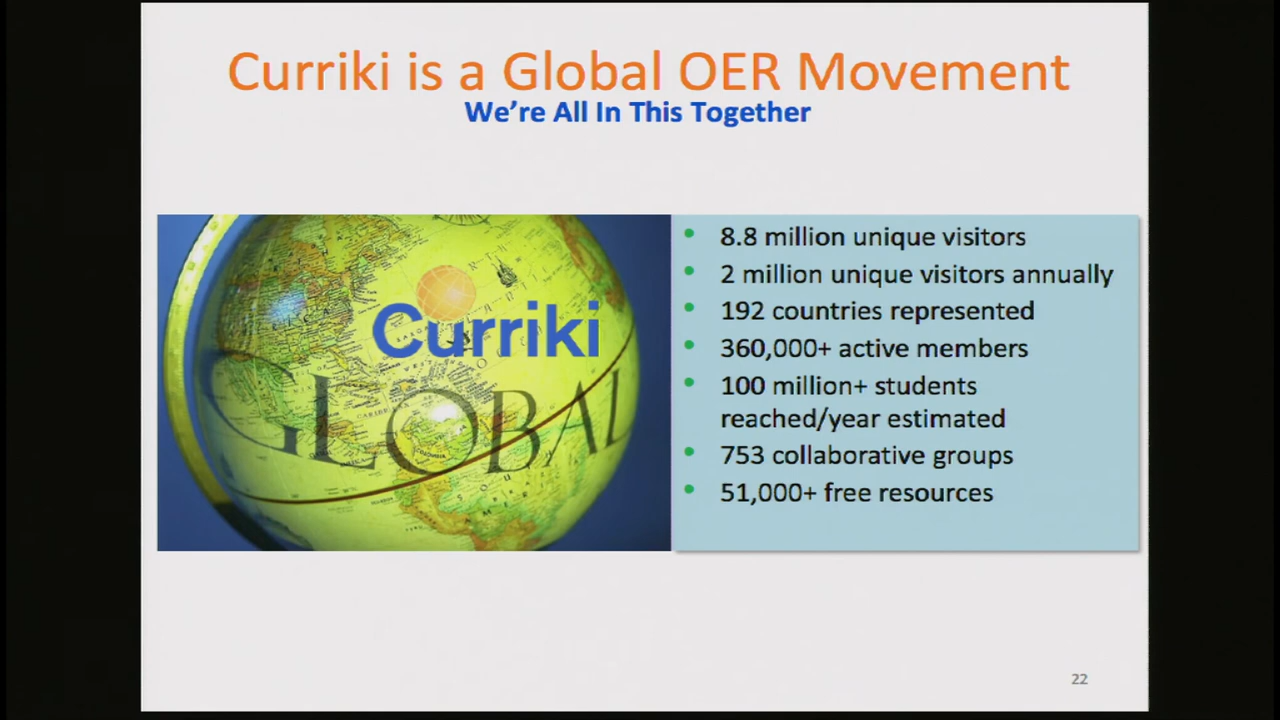 Curriki is a Global OER Movement
We're All In This Together
Curriki
GLOBAL
• 8.8 million unique visitors
• 2 million unique visitors annually
• 192 countries represented
• 360,000+ active members
• 100 million+ students
reached/year estimated
• 753 collaborative groups
• 51,000+ free resources
22